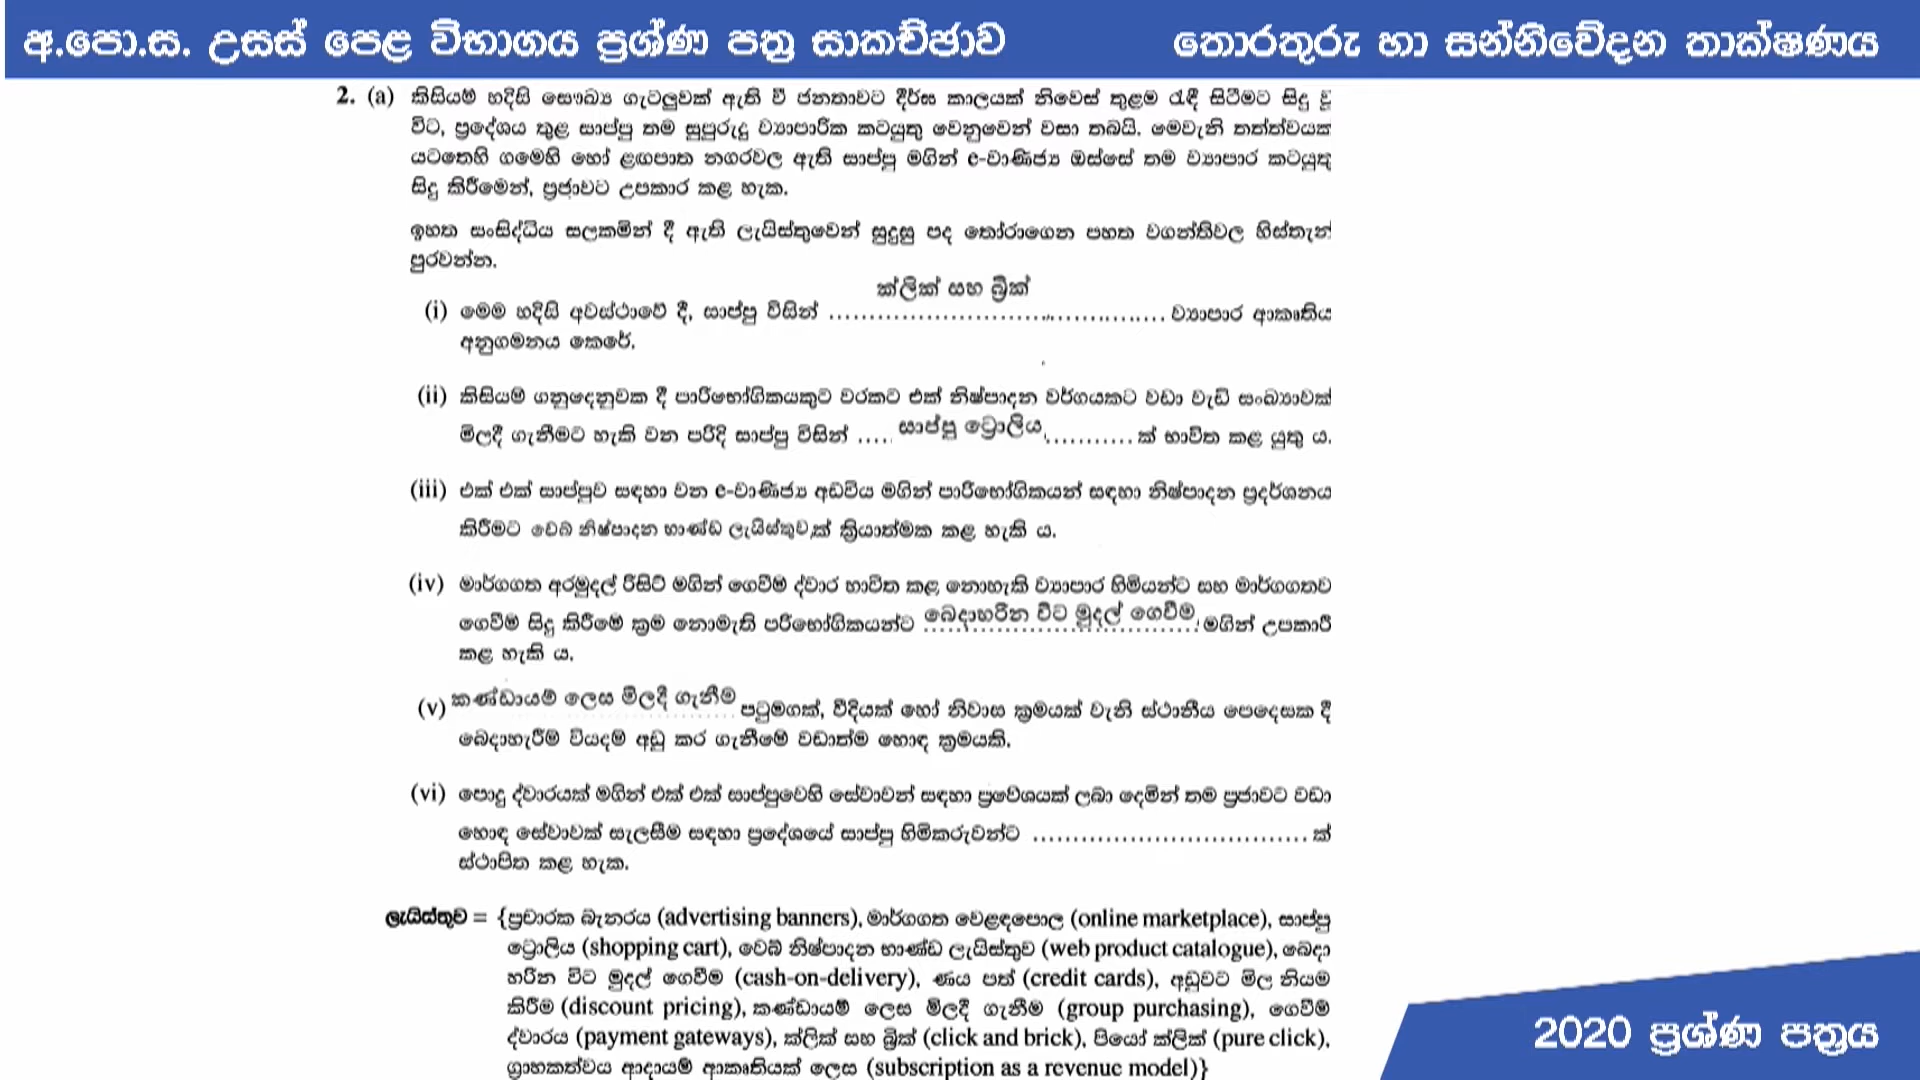 අ.පො.ස. උසස් පෙළ විභාගය ප්‍රශ්ණ පත්‍ර සාකච්ඡාව
තොරතුරු හා සන්නිවේදන තාක්ෂණය
2. (a) කිසියම් හදිසි සෞඛ්‍ය ගැටලුවක් ඇති වී ජනතාවට දීර්ඝ කාලයක් නිවෙස් තුළම රැඳී සිටීමට සිදු වූ
විට, ප්‍රදේශය තුළ සාප්පු තම සුපුරුදු ව්‍යාපාරික කටයුතු වෙනුවෙන් වසා තබයි. මෙවැනි තත්ත්වයක්
යටතෙහි ගමෙහි හෝ ළඟපාත නගරවල ඇති සාප්පු මගින් e-වාණිජ්‍ය ඔස්සේ තම ව්‍යාපාර කටයුතු
සිදු කිරීමෙන්, ප්‍රජාවට උපකාර කළ හැක.
ඉහත සංසිද්ධිය සලකමින් දී ඇති ලැයිස්තුවෙන් සුදුසු පද තෝරාගෙන පහත වගන්තිවල හිස්තැන්
පුරවන්න.
ක්ලික් සහ බ්‍රික්
(i) මෙම හදිසි අවස්ථාවේ දී, සාප්පු විසින් ........................................ ව්‍යාපාර ආකෘතිය
අනුගමනය කෙරේ.
(ii) කිසියම් ගනුදෙනුවක දී පාරිභෝගිකයකුට වරකට එක් නිෂ්පාදන වර්ගයකට වඩා වැඩි සංඛ්‍යාවක්
මිලදී ගැනීමට හැකි වන පරිදි සාප්පු විසින් .... සාප්පු ට්‍රොලිය ........... ක් භාවිත කළ යුතු ය.
(iii) එක් එක් සාප්පුව සඳහා වන e-වාණිජ්‍ය අඩවිය මගින් පාරිභෝගිකයන් සඳහා නිෂ්පාදන ප්‍රදර්ශනය
කිරීමට වෙබ් නිෂ්පාදන භාණ්ඩ ලැයිස්තුව ක් ක්‍රියාත්මක කළ හැකි ය.
(iv) මාර්ගගත අරමුදල් රිසිට් මගින් ගෙවීම් ද්වාර භාවිත කළ නොහැකි ව්‍යාපාර හිමියන්ට සහ මාර්ගගතව
ගෙවීම් සිදු කිරීමේ ක්‍රම නොමැති පරිභෝගිකයන්ට බෙදාහරින විට මුදල් ගෙවීම මගින් උපකාරී
කළ හැකි ය.
(v) කණ්ඩායම් ලෙස මිලදී ගැනීම පටුමගක්, වීදියක් හෝ නිවාස ක්‍රමයක් වැනි ස්ථානීය පෙදෙසක දී
බෙදාහැරීම් වියදම් අඩු කර ගැනීමේ වඩාත්ම හොඳ ක්‍රමයකි.
(vi) පොදු ද්වාරයක් මගින් එක් එක් සාප්පුවෙහි සේවාවන් සඳහා ප්‍රවේශයක් ලබා දෙමින් තම ප්‍රජාවට වඩා
හොඳ සේවාවක් සැලසීම සඳහා ප්‍රදේශයේ සාප්පු හිමිකරුවන්ට ................................. ක්
ස්ථාපිත කළ හැක.
ලැයිස්තුව = {ප්‍රචාරක බැනරය (advertising banners), මාර්ගගත වෙළඳපොල (online marketplace), සාප්පු
ට්‍රොලිය (shopping cart), වෙබ් නිෂ්පාදන භාණ්ඩ ලැයිස්තුව (web product catalogue), බෙදා
හරින විට මුදල් ගෙවීම (cash-on-delivery), ණය පත් (credit cards), අඩුවට මිල නියම
කිරීම (discount pricing), කණ්ඩායම් ලෙස මිලදී ගැනීම (group purchasing), ගෙවීම්
ද්වාරය (payment gateways), ක්ලික් සහ බ්‍රික් (click and brick), පියෝ ක්ලික් (pure click),
ග්‍රාහකත්වය ආදායම් ආකෘතියක් ලෙස (subscription as a revenue model)}
2020 ප්‍රශ්ණ පත්‍රය